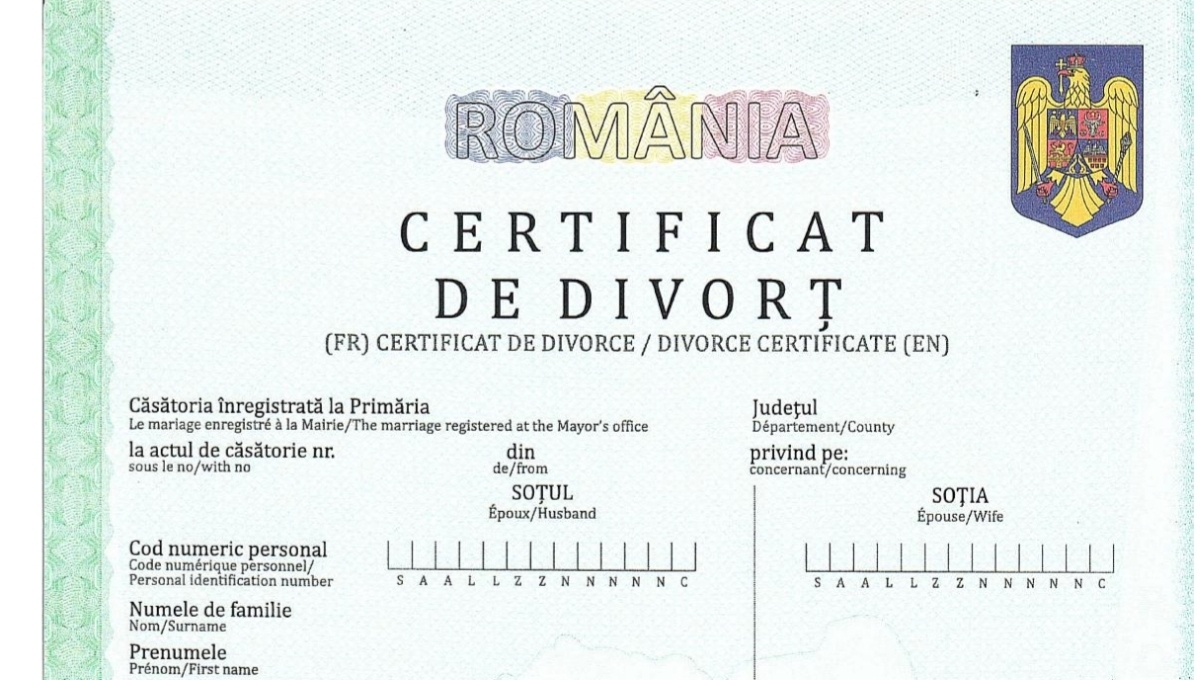 ROMÂNIA
CERTIFICAT
DE DIVORȚ
(FR) CERTIFICAT DE DIVORCE / DIVORCE CERTIFICATE (EN)
Căsătoria înregistrată la Primăria
Le mariage enregistré à la Mairie/The marriage registered at the Mayor's office
Județul
Département/County
la actul de căsătorie nr.
sous le no/with no
din
de/from
privind pe:
concernant/concerning
SOȚUL
Époux/Husband
SOȚIA
Épouse/Wife
Cod numeric personal
Code numérique personnel/
Personal identification number
S A A L L Z Z N N N N N C
S A A L L Z Z N N N N N C
Numele de familie
Nom/Surname
Prenumele
Prénom/First name